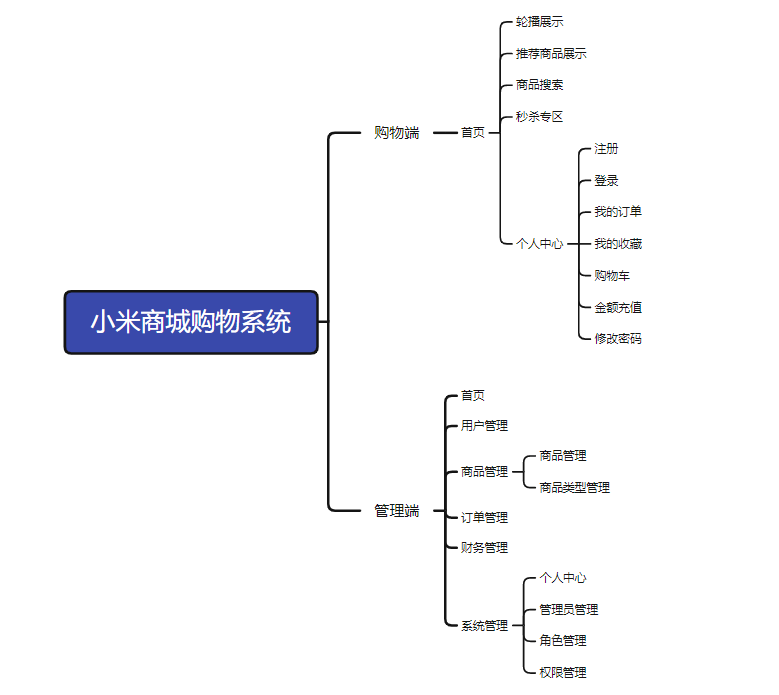 小米商城购物系统
购物端
首页
轮播展示
推荐商品展示
商品搜索
秒杀专区
个人中心
注册
登录
我的订单
我的收藏
购物车
金额充值
修改密码
管理端
首页
用户管理
商品管理
商品管理
商品类型管理
订单管理
财务管理
系统管理
个人中心
管理员管理
角色管理
权限管理